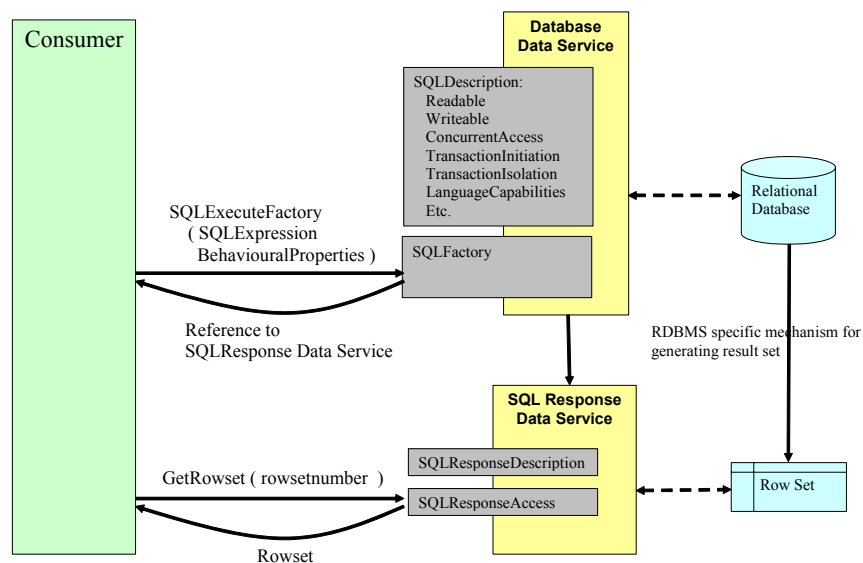 Consumer
Database
Data Service
SQLDescription:
Readable
Writeable
ConcurrentAccess
TransactionInitiation
TransactionIsolation
LanguageCapabilities
Etc.
Relational
Database
SQLExecuteFactory
( SQLExpression
BehaviouralProperties )
SQLFactory
Reference to
SQLResponse Data Service
RDBMS specific mechanism for
generating result set
SQL Response
Data Service
SQLResponseDescription
GetRowset ( rowsetnumber )
SQLResponseAccess
Row Set
Rowset